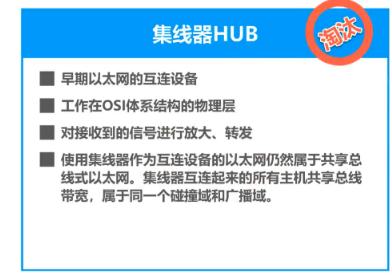 集线器HUB
淘汰
早期以太网的互连设备
工作在OSI体系结构的物理层
对接收到的信号进行放大、转发
使用集线器作为互连设备的以太网仍然属于共享总
线式以太网。集线器互连起来的所有主机共享总线
带宽，属于同一个碰撞域和广播域。